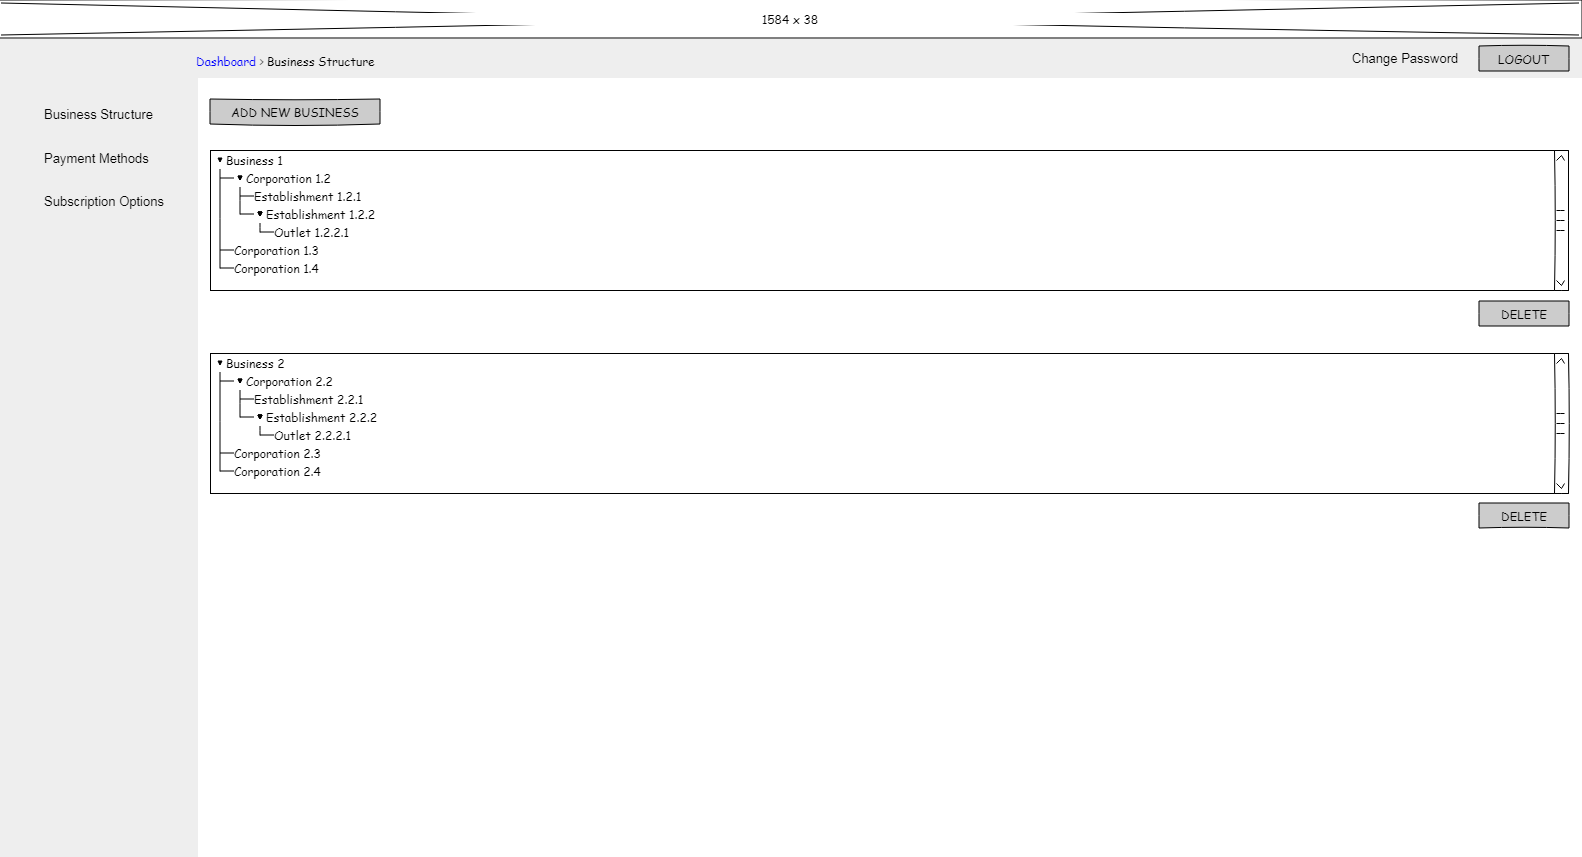 1584 x 38
Dashboard > Business Structure
Change Password
LOGOUT
Business Structure
Payment Methods
Subscription Options
ADD NEW BUSINESS
Business 1
Corporation 1.2
Establishment 1.2.1
Establishment 1.2.2
Outlet 1.2.2.1
Corporation 1.3
Corporation 1.4
DELETE
Business 2
Corporation 2.2
Establishment 2.2.1
Establishment 2.2.2
Outlet 2.2.2.1
Corporation 2.3
Corporation 2.4
DELETE